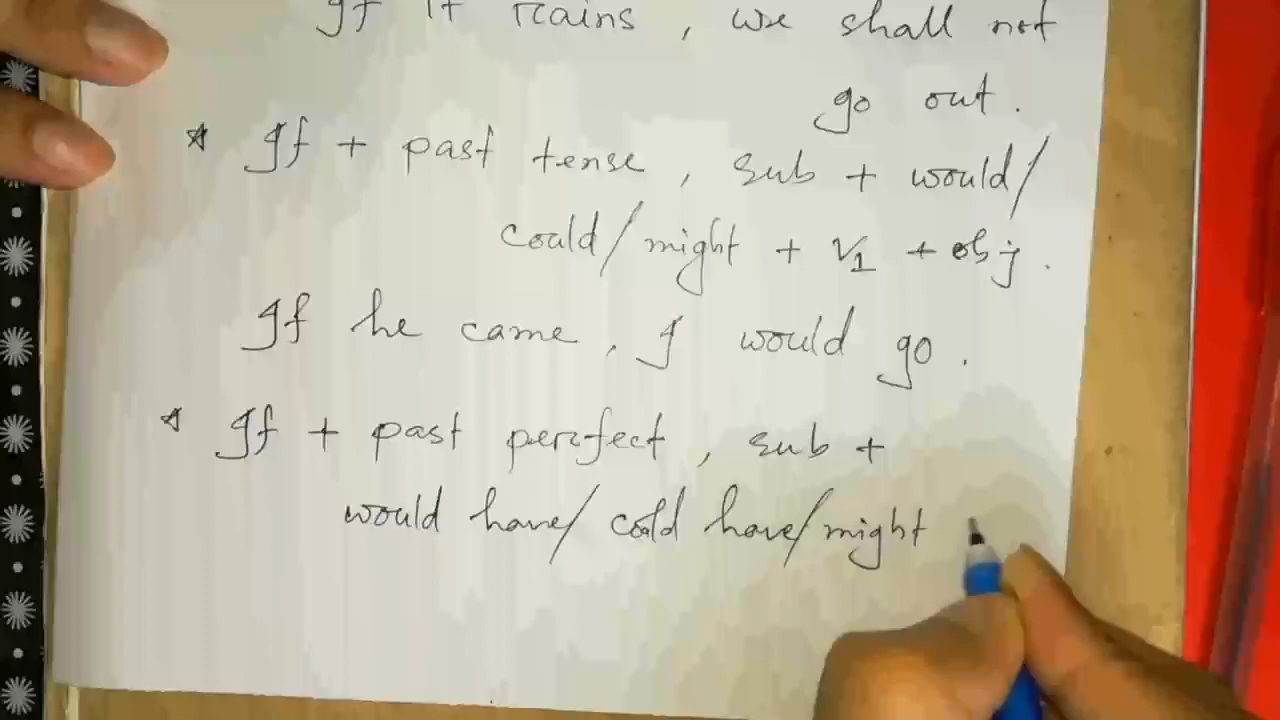 If it rains, we shall not
go out.
* If + past tense, sub + would/
could/might + V1 + obj.
If he came, I would go.
* If + past perfect, sub +
would have/ could have/might